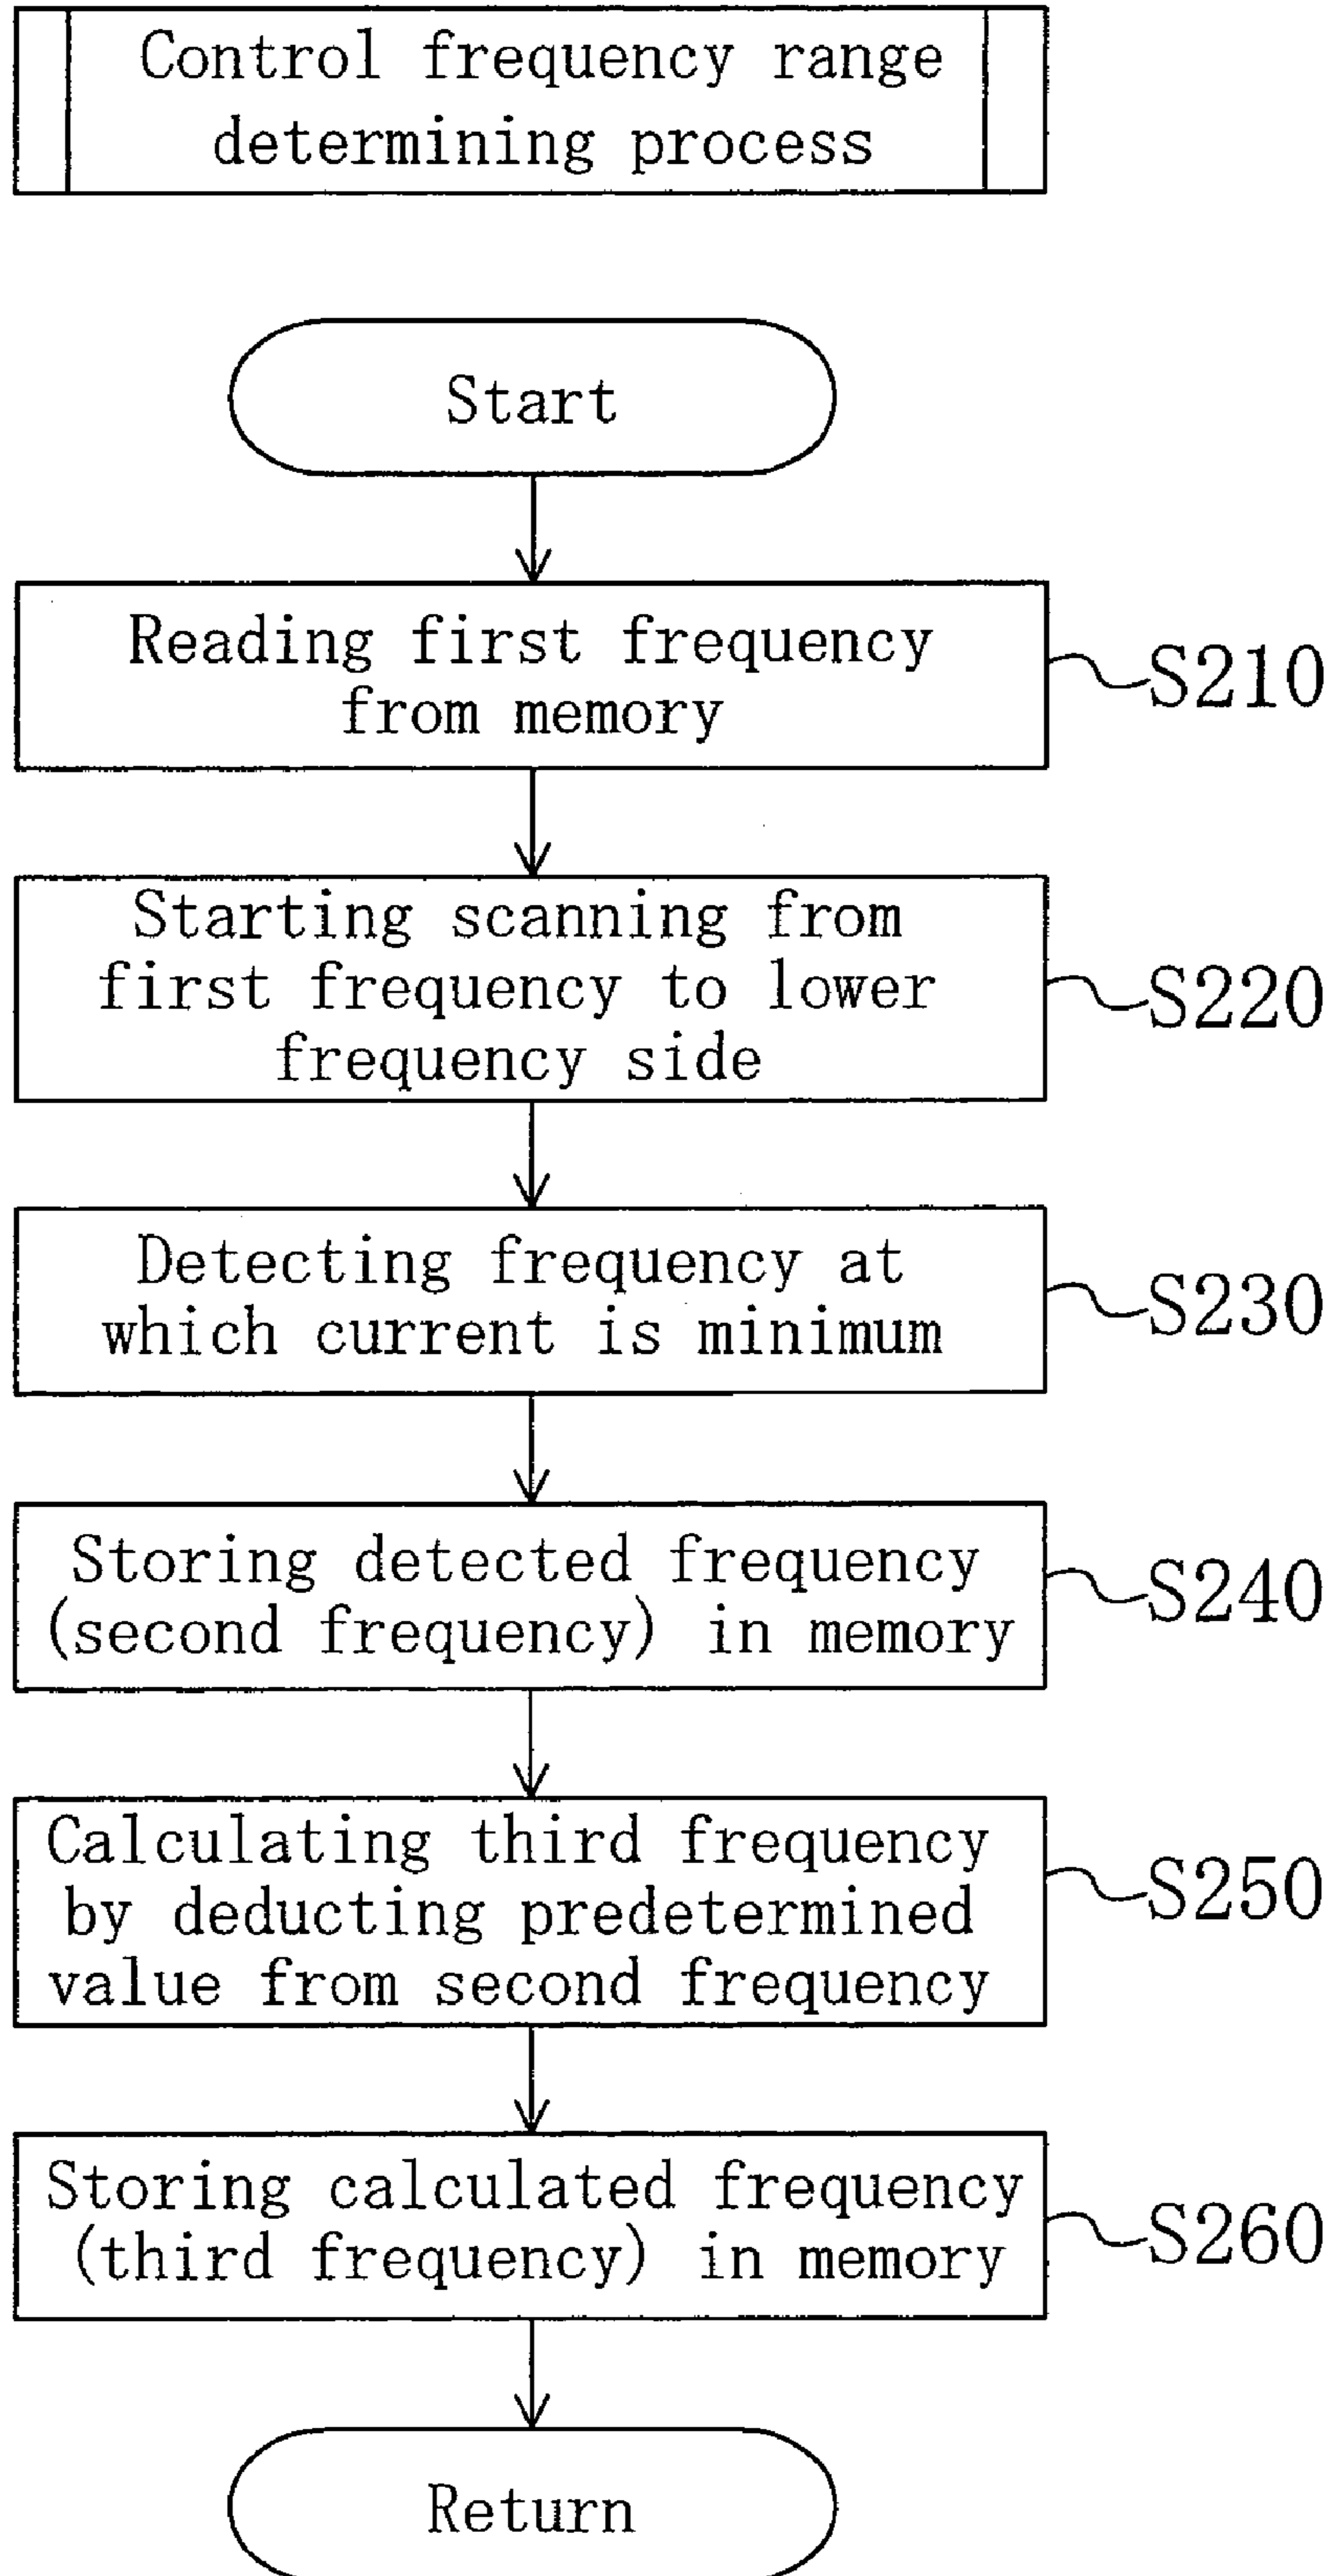 Control frequency range
determining process
Start
Reading first frequency
from memory
S210
Starting scanning from
first frequency to lower
frequency side
S220
Detecting frequency at
which current is minimum
S230
Storing detected frequency
(second frequency) in memory
S240
Calculating third frequency
by deducting predetermined
value from second frequency
S250
Storing calculated frequency
(third frequency) in memory
S260
Return